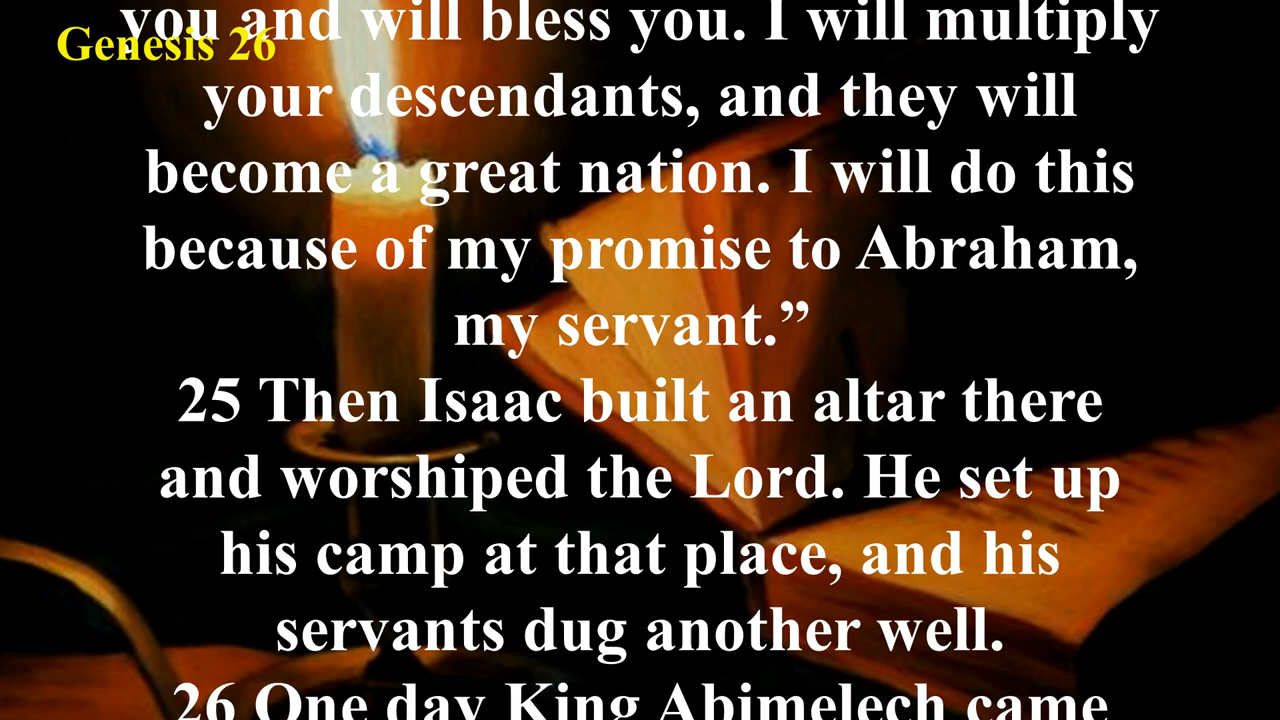 Genesis 26
you and will bless you. I will multiply
your descendants, and they will
become a great nation. I will do this
because of my promise to Abraham,
my servant.”
25 Then Isaac built an altar there
and worshiped the Lord. He set up
his camp at that place, and his
servants dug another well.
26 One day King Abimelech came